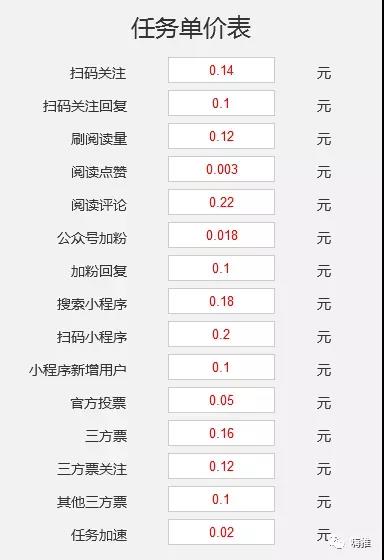 任务单价表
扫码关注 0.14 元
扫码关注回复 0.1 元
刷阅读量 0.12 元
阅读点赞 0.003 元
阅读评论 0.22 元
公众号加粉 0.018 元
加粉回复 0.1 元
搜索小程序 0.18 元
扫码小程序 0.2 元
小程序新增用户 0.1 元
官方投票 0.05 元
三方票 0.16 元
三方票关注 0.12 元
其他三方票 0.1 元
任务加速 0.02 元